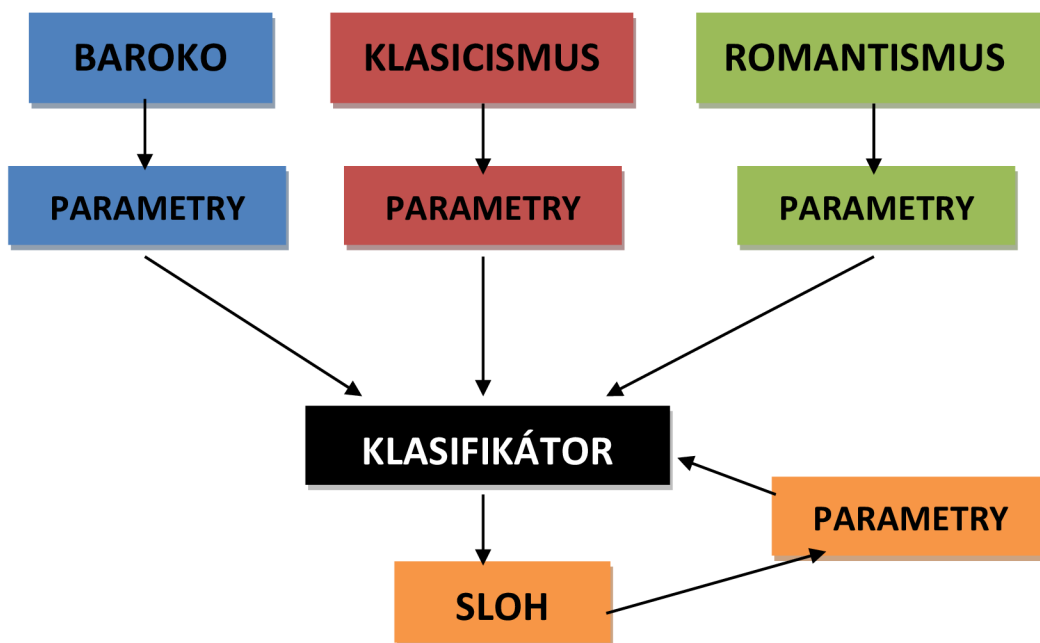 BAROKO
KLASICISMUS
ROMANTISMUS
PARAMETRY
PARAMETRY
PARAMETRY
KLASIFIKÁTOR
PARAMETRY
SLOH